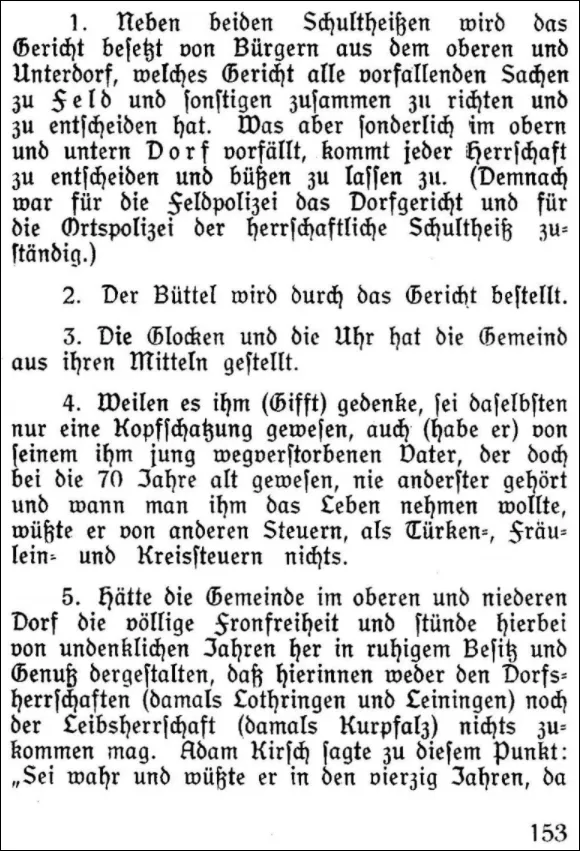 1. Neben beiden Schultheißen wird das
Gericht besetzt von Bürgern aus dem oberen und
Unterdorf, welches Gericht alle vorfallenden Sachen
zu Feld und sonstigen zusammen zu richten und
zu entscheiden hat. Was aber sonderlich im obern
und untern Dorf vorfällt, kommt jeder Herrschaft
zu entscheiden und büßen zu lassen zu. (Demnach
war für die Feldpolizei das Dorfgericht und für
die Ortspolizei der herrschaftliche Schultheiß zu=
ständig.)
2. Der Büttel wird durch das Gericht bestellt.
3. Die Glocken und die Uhr hat die Gemeind
aus ihren Mitteln gestellt.
4. Weilen es ihm (Gifft) gedenke, sei daselbsten
nur eine Kopfschatzung gewesen, auch (habe er) von
seinem ihm jung wegverstorbenen Vater, der doch
bei die 70 Jahre alt gewesen, nie anderster gehört
und wann man ihm das Leben nehmen wollte,
wüßte er von anderen Steuern, als Türken=, Fräu=
lein= und Kreissteuern nichts.
5. Hätte die Gemeinde im oberen und niederen
Dorf die völlige Fronfreiheit und stünde hierbei
von undenklichen Jahren her in ruhigem Besitz und
Genuß dergestalten, daß hierinnen weder den Dorfs=
herrschaften (damals Lothringen und Leiningen) noch
der Leibsherrschaft (damals Kurpfalz) nichts zu=
kommen mag. Adam Kirsch sagte zu diesem Punkt:
„Sei wahr und wüßte er in den vierzig Jahren, da
153